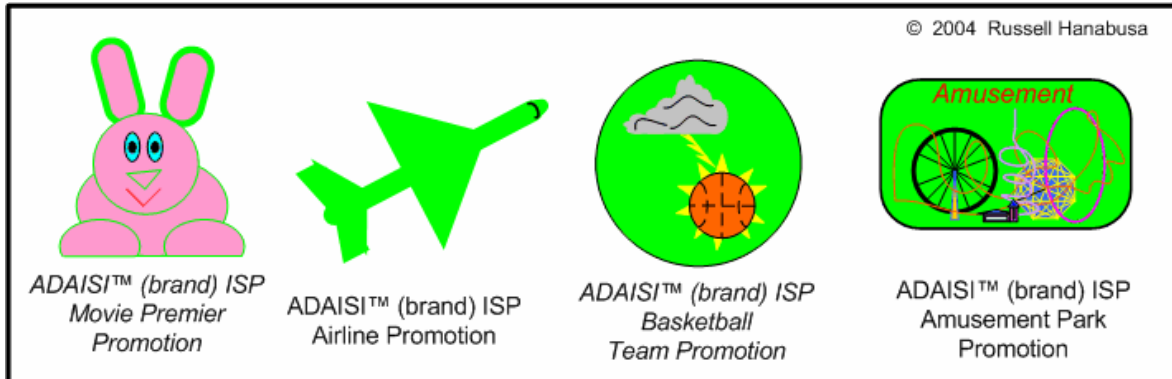 © 2004 Russell Hanabusa
Amusement
ADAISI™ (brand) ISP
Movie Premier
Promotion
ADAISI™ (brand) ISP
Airline Promotion
ADAISI™ (brand) ISP
Basketball
Team Promotion
ADAISI™ (brand) ISP
Amusement Park
Promotion